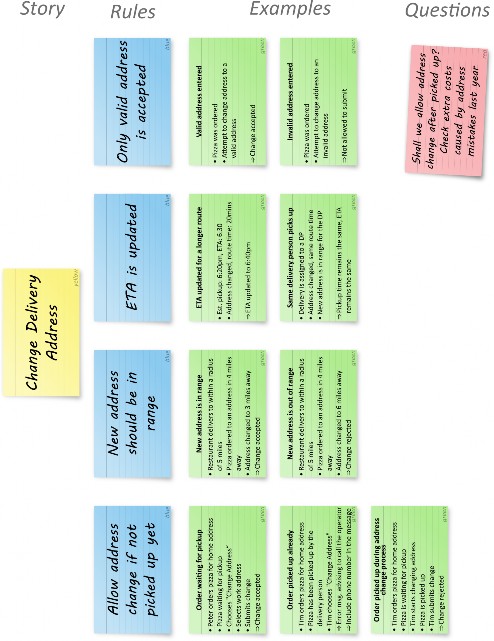 Story
Rules
Examples
Questions
Change Delivery
Address
yellow
Only valid address
is accepted
blue
Valid address entered
• Pizza was ordered
• Attempt to change address to a
valid address
⇒ Change accepted
green
Invalid address entered
• Pizza was ordered
• Attempt to change address to an
invalid address
⇒ Not allowed to submit
green
Shall we allow address
change after picked up?
Check extra costs
caused by address
mistakes last year
ETA is updated
blue
ETA updated for a longer route
• Est. pickup: 6:20pm, ETA: 6:30
• Address changed, route time: 20mins
⇒ ETA updated to 6:40pm
green
Same delivery person picks up
• Delivery is assigned to a DP
• Address changed, same route time
• New address is in range for the DP
⇒ Pickup time remains the same, ETA
remains the same
green
New address
should be in
range
blue
New address is in range
• Restaurant delivers to within a radius
of 5 miles
• Pizza ordered to an address in 4 miles
away
• Address changed to 3 miles away
⇒ Change accepted
green
New address is out of range
• Restaurant delivers to within a radius
of 5 miles
• Pizza ordered to an address in 4 miles
away
• Address changed to 6 miles away
⇒ Change rejected
green
Allow address
change if not
picked up yet
blue
Order waiting for pickup
• Peter orders pizza for home address
• Pizza waiting for pickup
• Chooses "Change Address"
• Selects work address
• Submits change
⇒ Change accepted
green
Order picked up already
• Tim orders pizza for home address
• Pizza has been picked up by the
delivery person
• Tim chooses "Change Address"
⇒ Error msg, advising to call the operator
⇒ Include phone number in the message
green
Order picked up during address
change process
• Tim orders pizza for home address
• Pizza is waiting for pickup
• Tim starts changing address
• Pizza is picked up
• Tim submits change
⇒ Change rejected
green